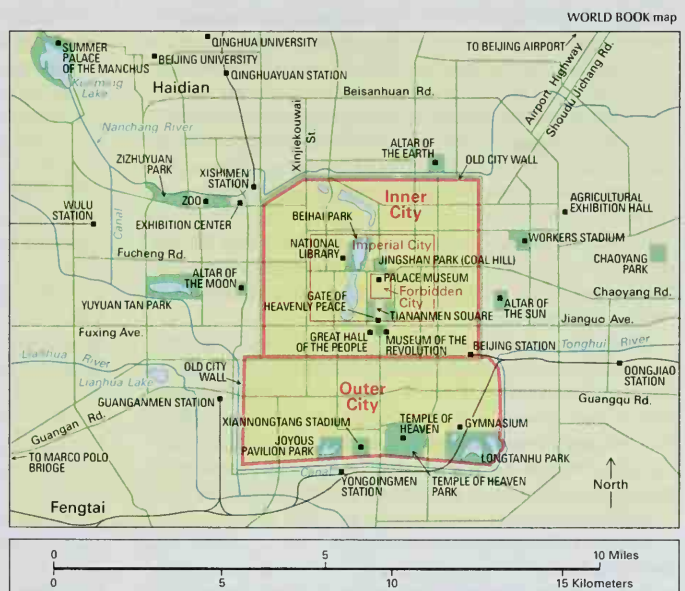 WORLD BOOK map
SUMMER
PALACE
OF THE MANCHUS
QINGHUA UNIVERSITY
BEIJING UNIVERSITY
QINGHUAYUAN STATION
TO BEIJING AIRPORT
Airport Highway
Shoudu Jichang Rd.
Kunming
Lake
Haidian
Beisanhuan Rd.
Nanchang River
Xinjiekouwai
St.
ALTAR OF
THE EARTH
OLD CITY WALL
ZIZHUYUAN
PARK
XISHIMEN
STATION
Inner
City
WULU
STATION
Canal
ZOO
EXHIBITION CENTER
BEIHAI PARK
AGRICULTURAL
EXHIBITION HALL
NATIONAL
LIBRARY
Imperial City
WORKERS STADIUM
Fucheng Rd.
JINGSHAN PARK (COAL HILL)
CHAOYANG
PARK
ALTAR OF
THE MOON
PALACE MUSEUM
Forbidden
City
Chaoyang Rd.
YUYUAN TAN PARK
GATE OF
HEAVENLY PEACE
TIANANMEN SQUARE
ALTAR OF
THE SUN
Fuxing Ave.
Jianguo Ave.
GREAT HALL
OF THE PEOPLE
MUSEUM OF THE
REVOLUTION
BEIJING STATION
Tonghui River
Lianhua River
OLD CITY
WALL
DONGJIAO
STATION
Lianhua Lake
Outer
City
GUANGANMEN STATION
Guangqu Rd.
Guangan Rd.
XIANNONGTANG STADIUM
TEMPLE OF
HEAVEN
GYMNASIUM
JOYOUS
PAVILION PARK
LONGTANHU PARK
TO MARCO POLO
BRIDGE
Canal
YONGOINGMEN
STATION
TEMPLE OF HEAVEN
PARK
North
Fengtai
0 5 10 Miles
0 5 10 15 Kilometers